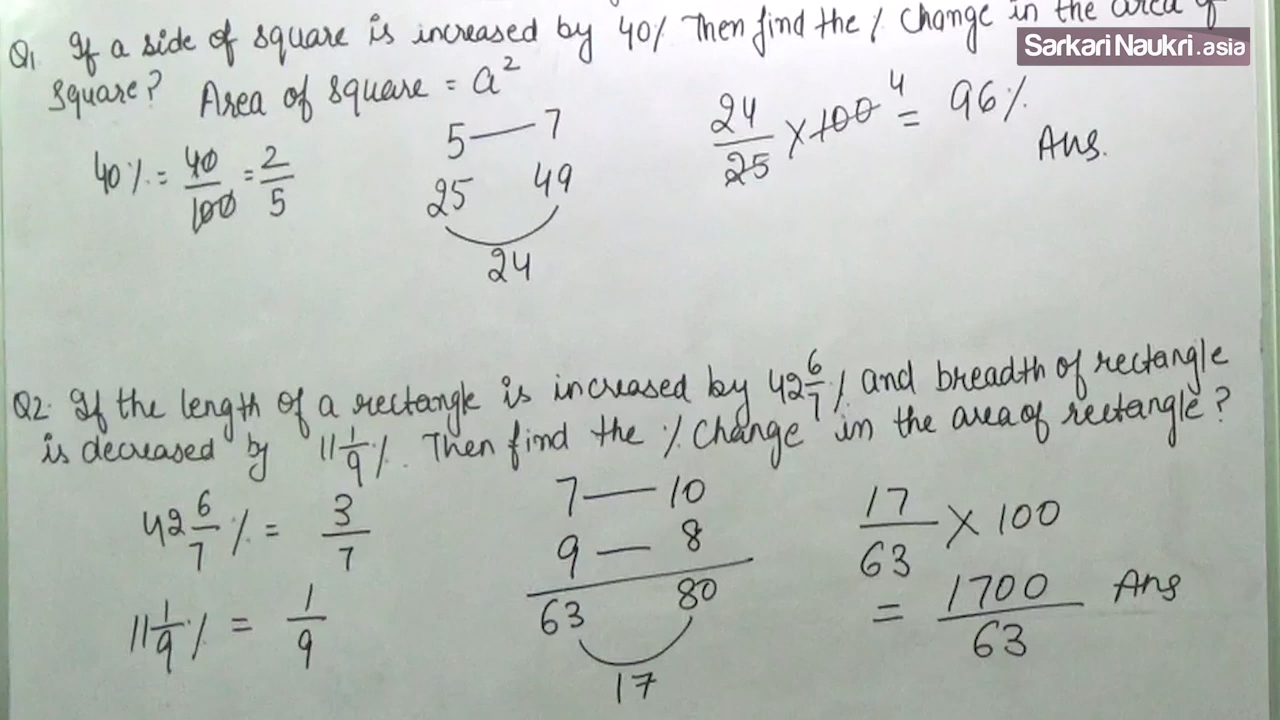 Q1 If a side of square is increased by 40% Then find the % Change in the area of
square? Area of square = a²
SarkariNaukri.asia
40% = 40/100 = 2/5
5 — 7
25 49
24
24/25 × 100 4 = 96%
Ans.
Q2. If the length of a rectangle is increased by 42 6/7 % and breadth of rectangle
is decreased by 11 1/9 %. Then find the % Change in the area of rectangle?
42 6/7 % = 3/7
11 1/9 % = 1/9
7 — 10
9 — 8
63 80
17
17/63 × 100
= 1700/63 Ans